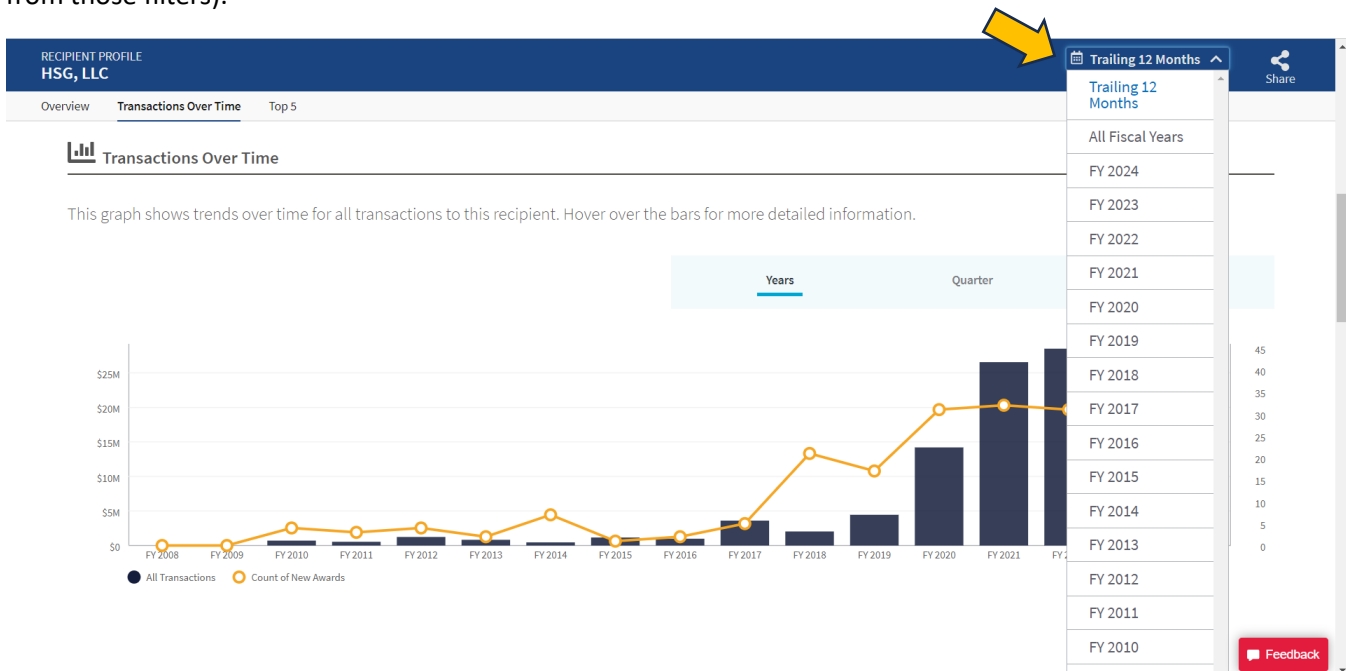 from those filters).
RECIPIENT PROFILE
HSG, LLC
Trailing 12 Months
Share
Overview Transactions Over Time Top 5
Trailing 12
Months
All Fiscal Years
FY 2024
FY 2023
FY 2022
FY 2021
FY 2020
FY 2019
FY 2018
FY 2017
FY 2016
FY 2015
FY 2014
FY 2013
FY 2012
FY 2011
FY 2010
Transactions Over Time
This graph shows trends over time for all transactions to this recipient. Hover over the bars for more detailed information.
Years Quarter
$25M
$20M
$15M
$10M
$5M
$0
45
40
35
30
25
20
15
10
5
0
FY 2008 FY 2009 FY 2010 FY 2011 FY 2012 FY 2013 FY 2014 FY 2015 FY 2016 FY 2017 FY 2018 FY 2019 FY 2020 FY 2021
All Transactions Count of New Awards
Feedback